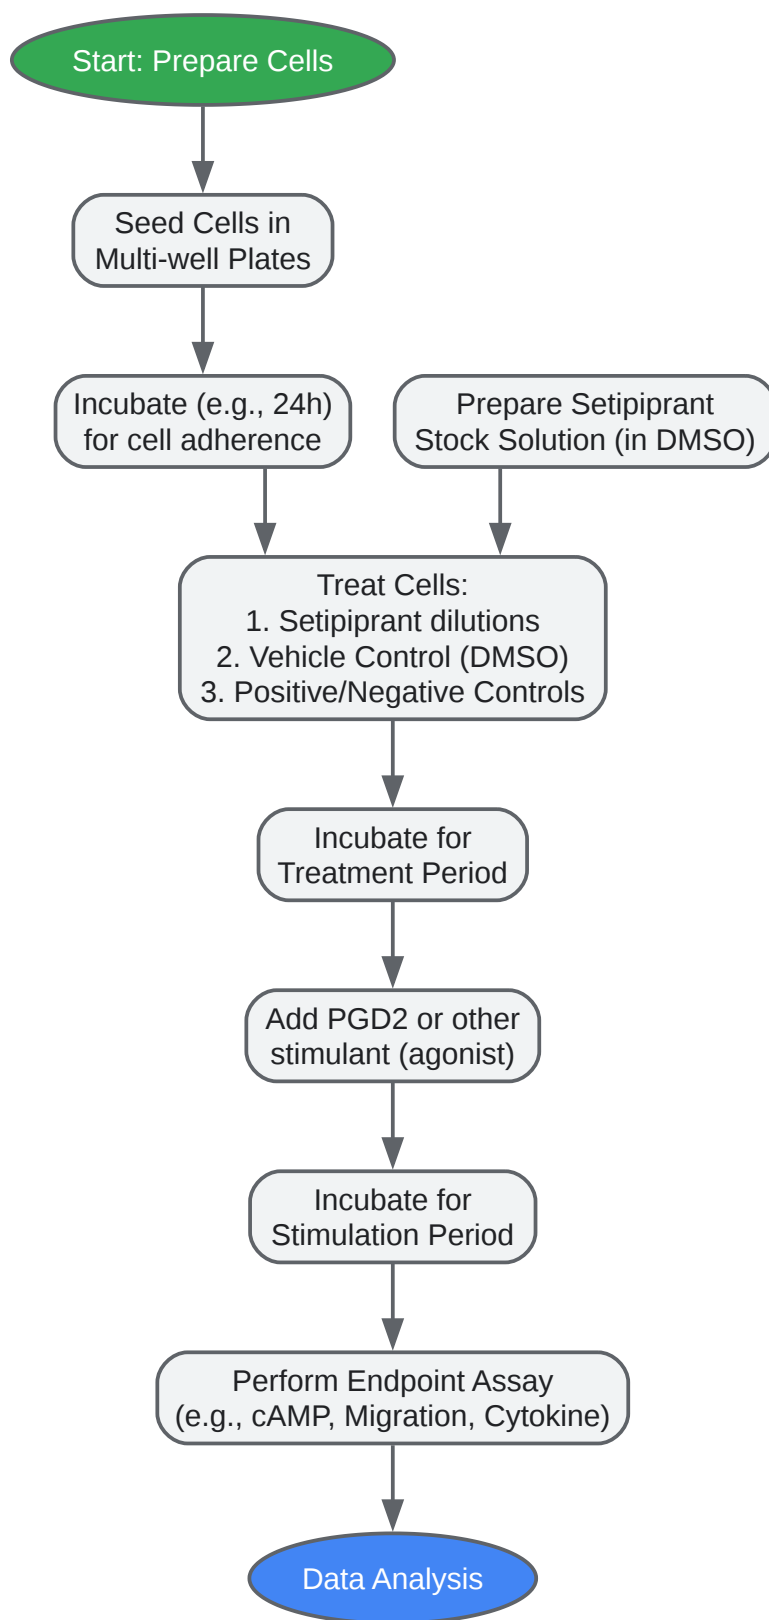 Start: Prepare Cells
Seed Cells in
Multi-well Plates
Incubate (e.g., 24h)
for cell adherence
Prepare Setipiprant
Stock Solution (in DMSO)
Treat Cells:
1. Setipiprant dilutions
2. Vehicle Control (DMSO)
3. Positive/Negative Controls
Incubate for
Treatment Period
Add PGD2 or other
stimulant (agonist)
Incubate for
Stimulation Period
Perform Endpoint Assay
(e.g., cAMP, Migration, Cytokine)
Data Analysis